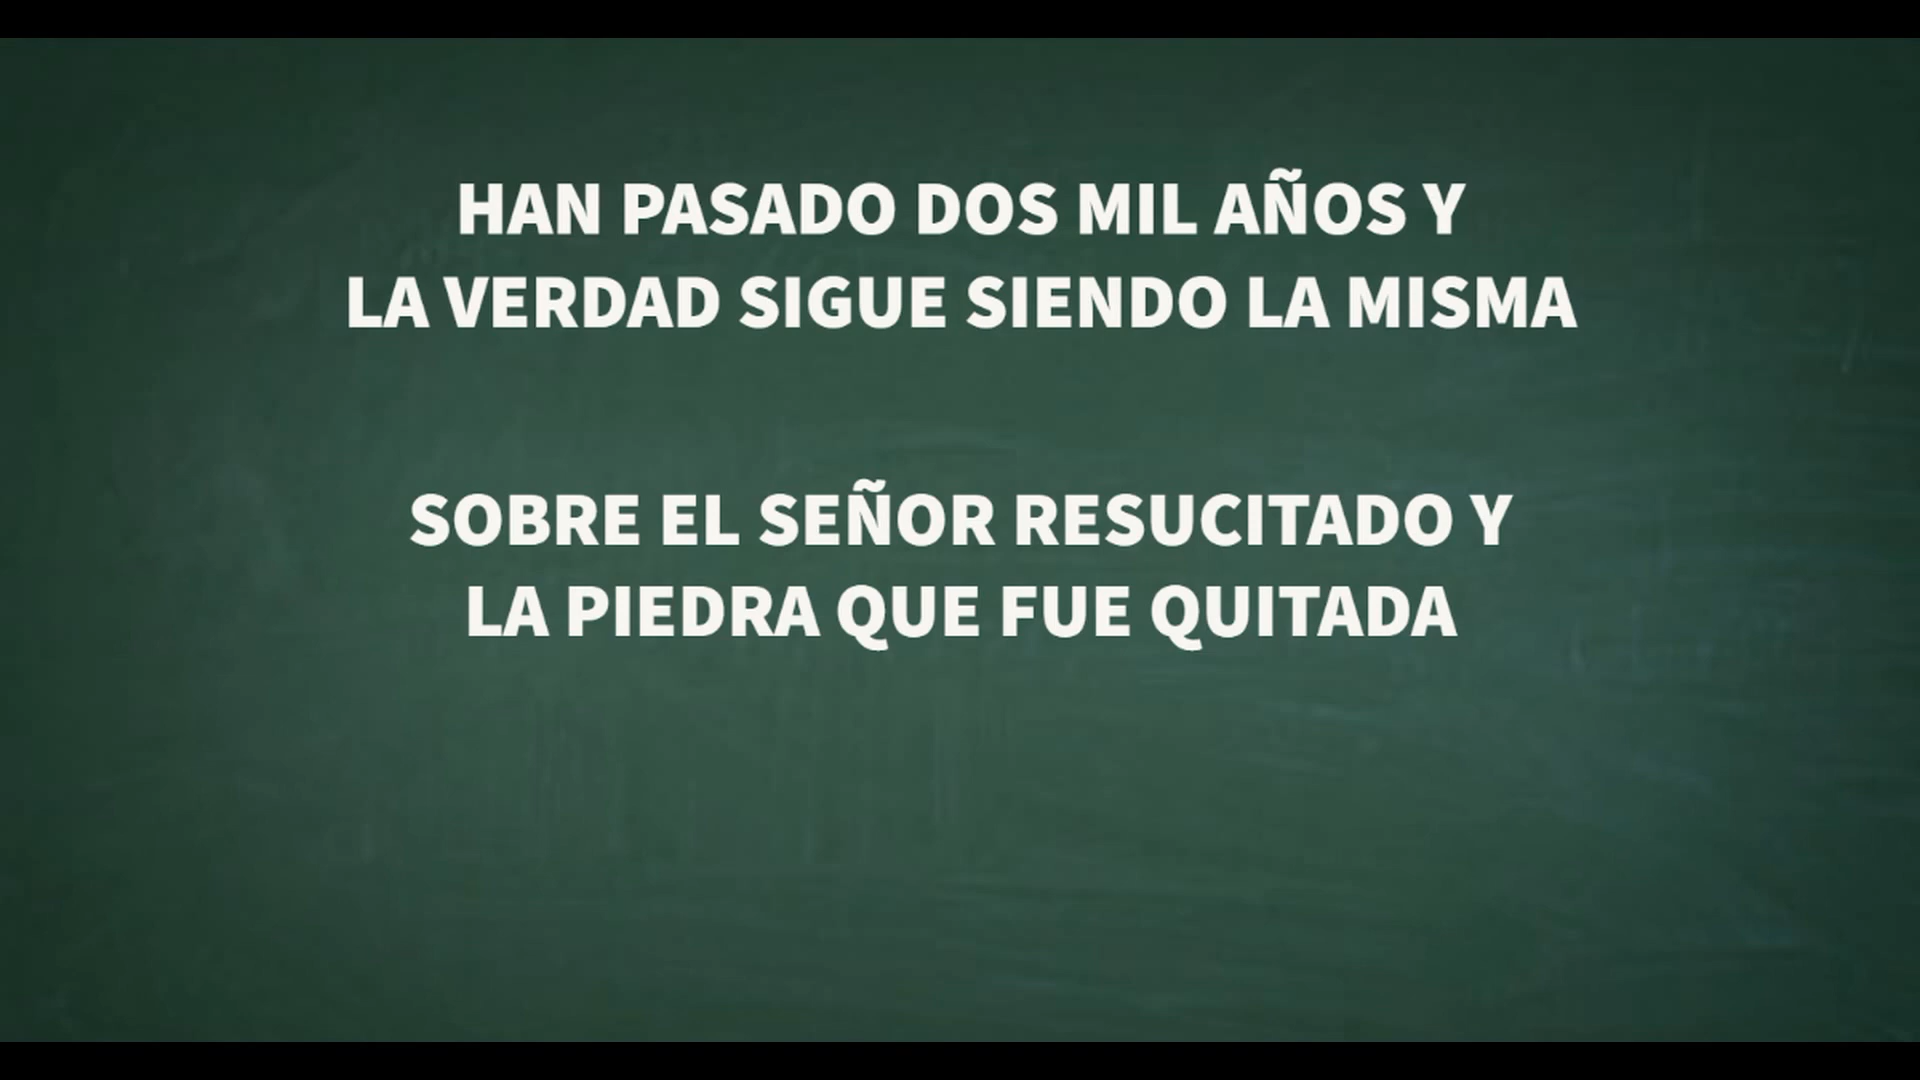 HAN PASADO DOS MIL AÑOS Y
LA VERDAD SIGUE SIENDO LA MISMA
SOBRE EL SEÑOR RESUCITADO Y
LA PIEDRA QUE FUE QUITADA